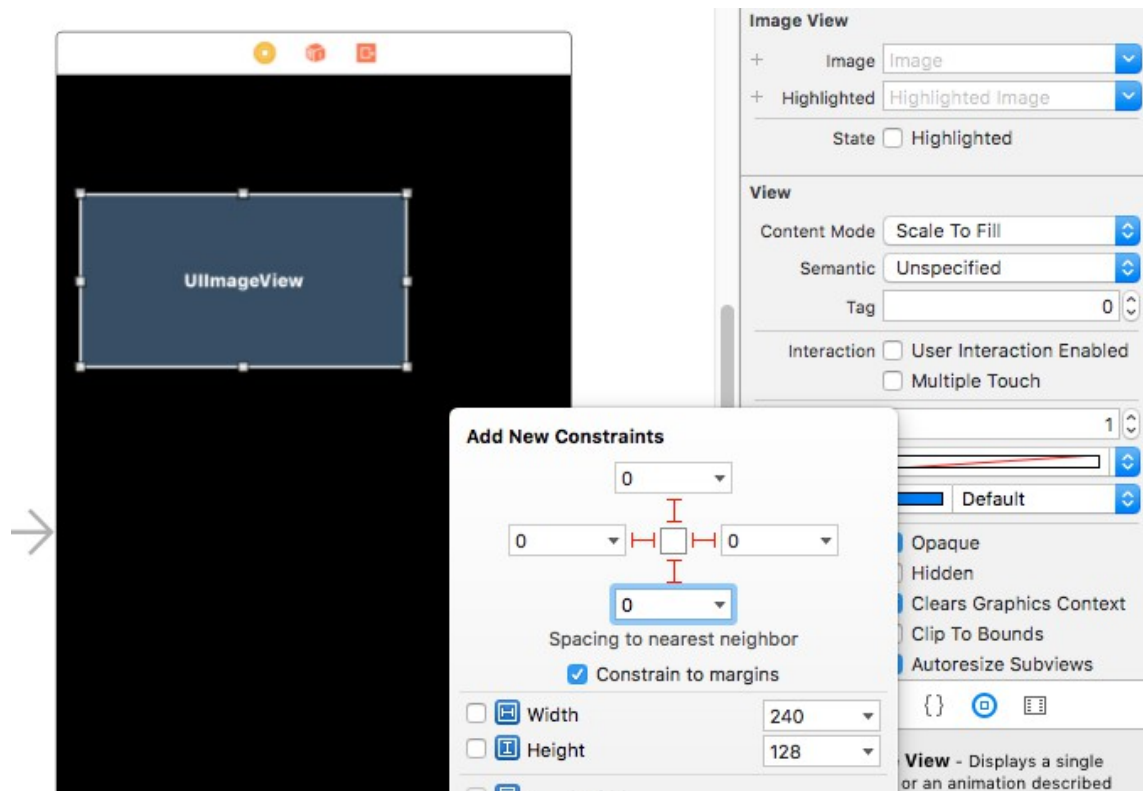 Image View
Image Image
Highlighted Highlighted Image
State Highlighted
View
Content Mode Scale To Fill
Semantic Unspecified
Tag 0
Interaction User Interaction Enabled
Multiple Touch
1
Default
Opaque
Hidden
Clears Graphics Context
Clip To Bounds
Autoresize Subviews
{}
View - Displays a single
or an animation described
UIImageView
Add New Constraints
0
0 0
0
Spacing to nearest neighbor
Constrain to margins
Width 240
Height 128